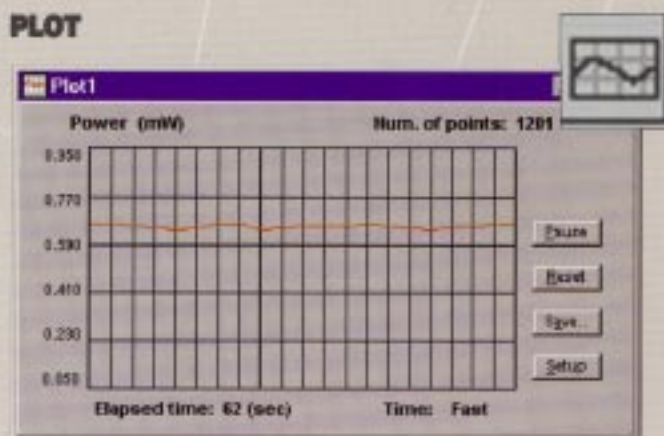 PLOT
Plot1
Power (mW) Num. of points: 1201
0.950
0.770
0.590
0.410
0.230
0.050
Pause
Reset
Save...
Setup
Elapsed time: 62 (sec) Time: Fast